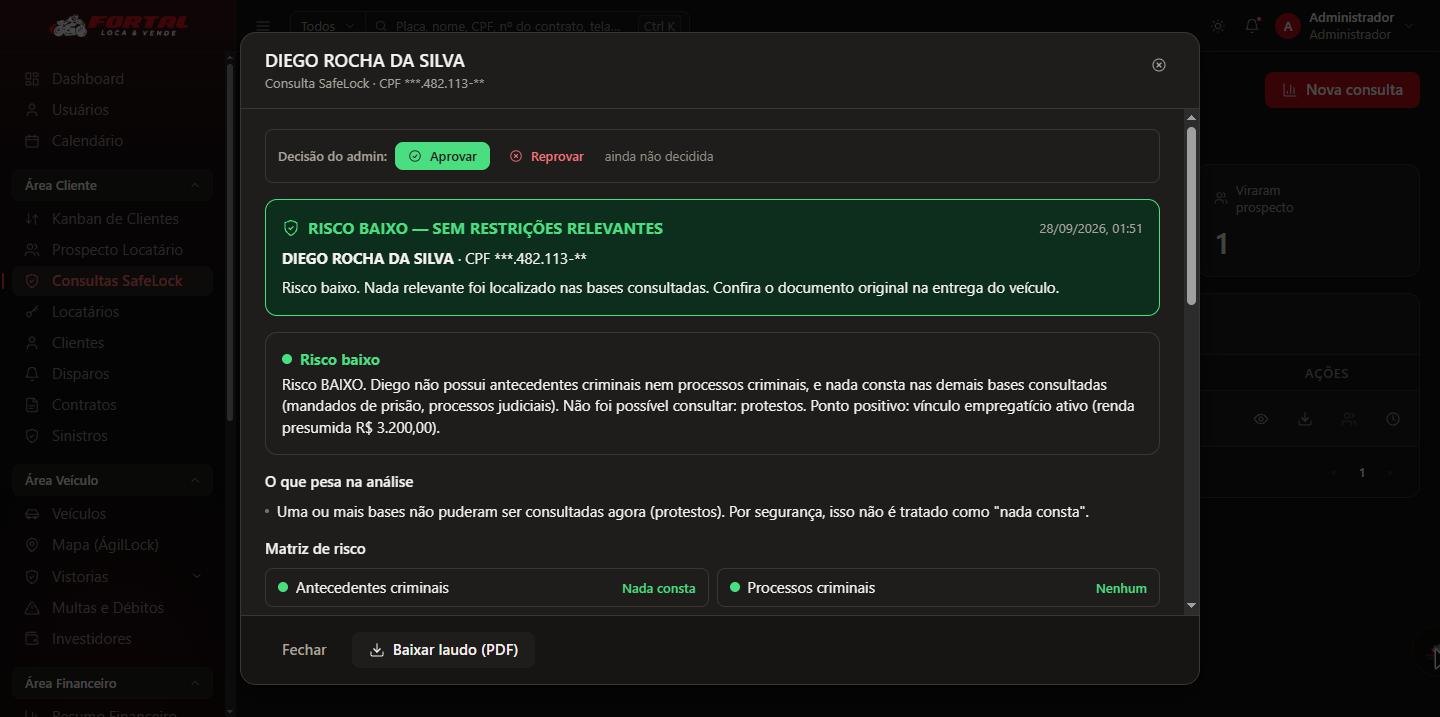 FORTAL
LOCA & VENDE
Todos
Placa, nome, CPF, nº do contrato, tela...
Ctrl K
A
Administrador
Administrador
Dashboard
Usuários
Calendário
Área Cliente
Kanban de Clientes
Prospecto Locatário
Consultas SafeLock
Locatários
Clientes
Disparos
Contratos
Sinistros
Área Veículo
Veículos
Mapa (ÁgilLock)
Vistorias
Multas e Débitos
Investidores
Área Financeiro
Resumo Financeiro
Nova consulta
Viraram
prospecto
1
AÇÕES
1
DIEGO ROCHA DA SILVA
Consulta SafeLock · CPF ***.482.113-**
Decisão do admin:
Aprovar
Reprovar
ainda não decidida
RISCO BAIXO — SEM RESTRIÇÕES RELEVANTES
28/09/2026, 01:51
DIEGO ROCHA DA SILVA · CPF ***.482.113-**
Risco baixo. Nada relevante foi localizado nas bases consultadas. Confira o documento original na entrega do veículo.
Risco baixo
Risco BAIXO. Diego não possui antecedentes criminais nem processos criminais, e nada consta nas demais bases consultadas
(mandados de prisão, processos judiciais). Não foi possível consultar: protestos. Ponto positivo: vínculo empregatício ativo (renda
presumida R$ 3.200,00).
O que pesa na análise
• Uma ou mais bases não puderam ser consultadas agora (protestos). Por segurança, isso não é tratado como "nada consta".
Matriz de risco
Antecedentes criminais
Nada consta
Processos criminais
Nenhum
Fechar
Baixar laudo (PDF)